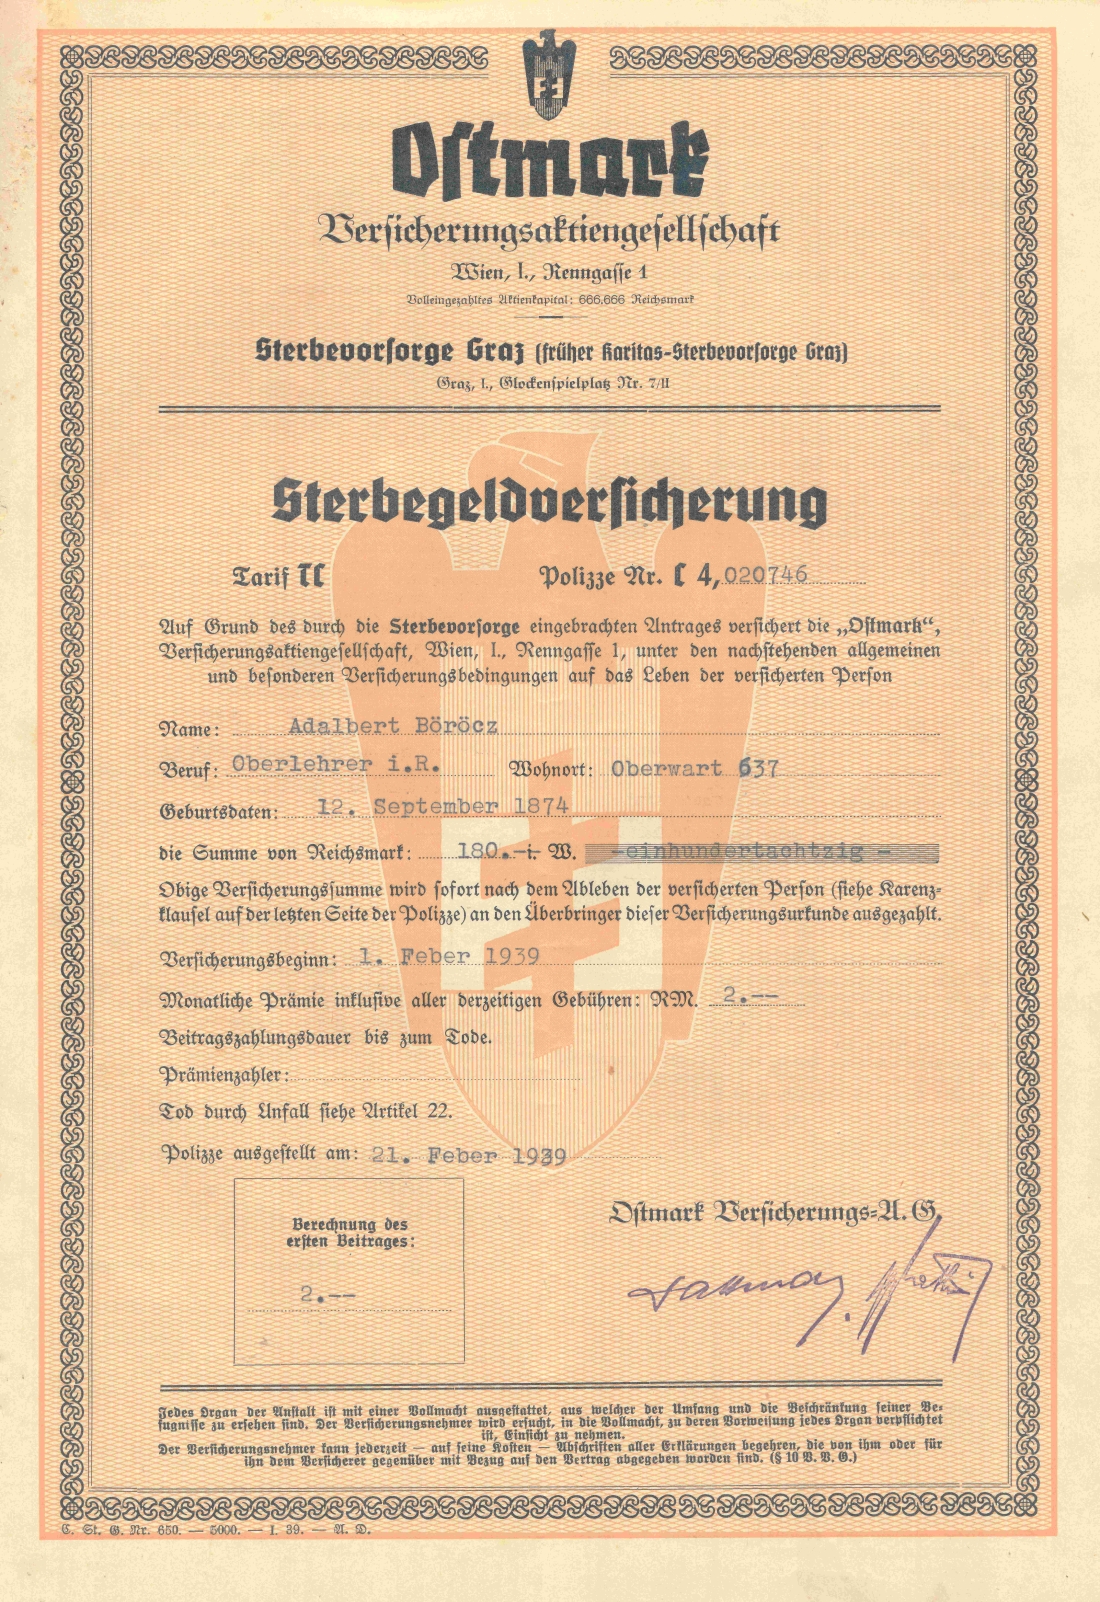 Ostmark
Versicherungsaktiengesellschaft
Wien, I., Renngasse 1
Volleingezahltes Aktienkapital: 666.666 Reichsmark
Sterbevorsorge Graz (früher Karitas-Sterbevorsorge Graz)
Graz, I., Glockenspielplatz Nr. 7/II
Sterbegeldversicherung
Tarif TC Polizze Nr. C 4,020746
Auf Grund des durch die Sterbevorsorge eingebrachten Antrages versichert die „Ostmark“,
Versicherungsaktiengesellschaft, Wien, I., Renngasse 1, unter den nachstehenden allgemeinen
und besonderen Versicherungsbedingungen auf das Leben der versicherten Person
Name: Adalbert Böröcz
Beruf: Oberlehrer i.R. Wohnort: Oberwart 637
Geburtsdaten: 12. September 1874
die Summe von Reichsmark: 180.-- i. W. -einhundertachtzig -
Obige Versicherungssumme wird sofort nach dem Ableben der versicherten Person (siehe Karenz-
klausel auf der letzten Seite der Polizze) an den Überbringer dieser Versicherungsurkunde ausgezahlt.
Versicherungsbeginn: 1. Feber 1939
Monatliche Prämie inklusive aller derzeitigen Gebühren: RM. 2.--
Beitragszahlungsdauer bis zum Tode.
Prämienzahler:
Tod durch Unfall siehe Artikel 22.
Polizze ausgestellt am: 21. Feber 1939
Berechnung des
ersten Beitrages:
2.--
Ostmark Versicherungs-A. G.
Jedes Organ der Anstalt ist mit einer Vollmacht ausgestattet, aus welcher der Umfang und die Beschränkung seiner Be-
fugnisse zu ersehen sind. Der Versicherungsnehmer wird ersucht, in die Vollmacht, zu deren Vorweisung jedes Organ verpflichtet
ist, Einsicht zu nehmen.
Der Versicherungsnehmer kann jederzeit — auf seine Kosten — Abschriften aller Erklärungen begehren, die von ihm oder für
ihn dem Versicherer gegenüber mit Bezug auf den Vertrag abgegeben worden sind. (§ 10 V. V. G.)
C. St. G. Nr. 650. — 5000. — I. 39. — A. D.